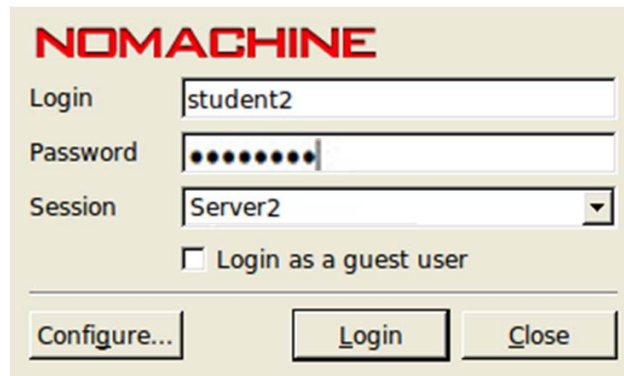 NOMACHINE
Login student2
Password ●●●●●●●●
Session Server2
Login as a guest user
Configure... Login Close